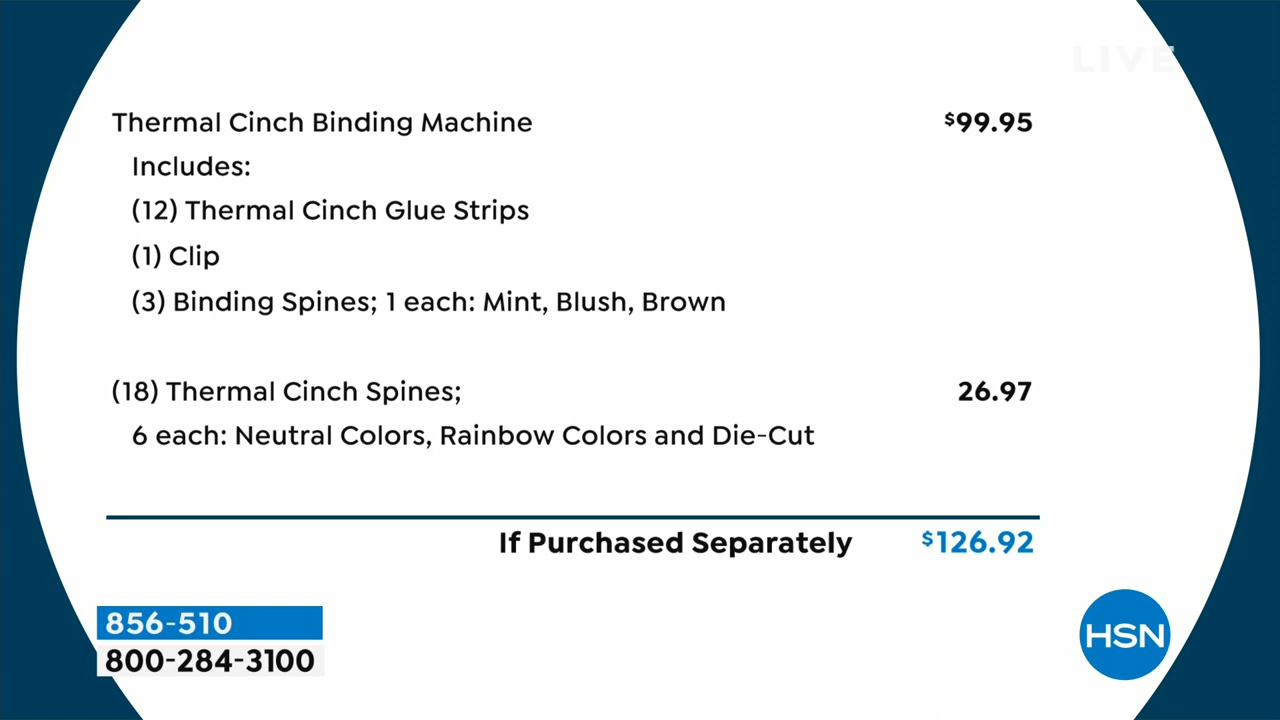 LIVE
Thermal Cinch Binding Machine $99.95
Includes:
(12) Thermal Cinch Glue Strips
(1) Clip
(3) Binding Spines; 1 each: Mint, Blush, Brown
(18) Thermal Cinch Spines; 26.97
6 each: Neutral Colors, Rainbow Colors and Die-Cut
If Purchased Separately $126.92
856-510
800-284-3100
HSN